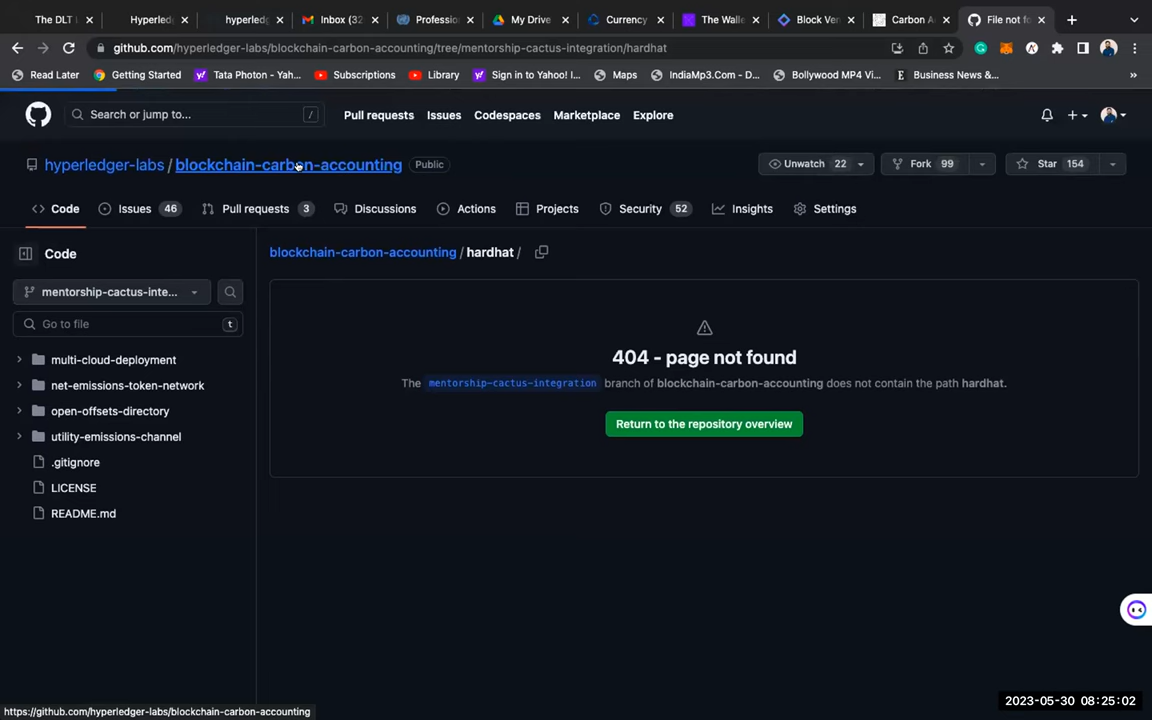 The DLT L
Hyperledg
hyperledg
Inbox (32
Professio
My Drive
Currency
The Walle
Block Ven
Carbon A
File not fo
github.com/hyperledger-labs/blockchain-carbon-accounting/tree/mentorship-cactus-integration/hardhat
Read Later
Getting Started
Tata Photon - Yah...
Subscriptions
Library
Sign in to Yahoo! I...
Maps
IndiaMp3.Com – D...
Bollywood MP4 Vi...
Business News &...
Search or jump to...
/
Pull requests
Issues
Codespaces
Marketplace
Explore
hyperledger-labs / blockchain-carbon-accounting
Public
Unwatch 22
Fork 99
Star 154
Code
Issues 46
Pull requests 3
Discussions
Actions
Projects
Security 52
Insights
Settings
Code
mentorship-cactus-inte...
Go to file
t
multi-cloud-deployment
net-emissions-token-network
open-offsets-directory
utility-emissions-channel
.gitignore
LICENSE
README.md
blockchain-carbon-accounting / hardhat /
404 - page not found
The mentorship-cactus-integration branch of blockchain-carbon-accounting does not contain the path hardhat.
Return to the repository overview
https://github.com/hyperledger-labs/blockchain-carbon-accounting
2023-05-30 08:25:02